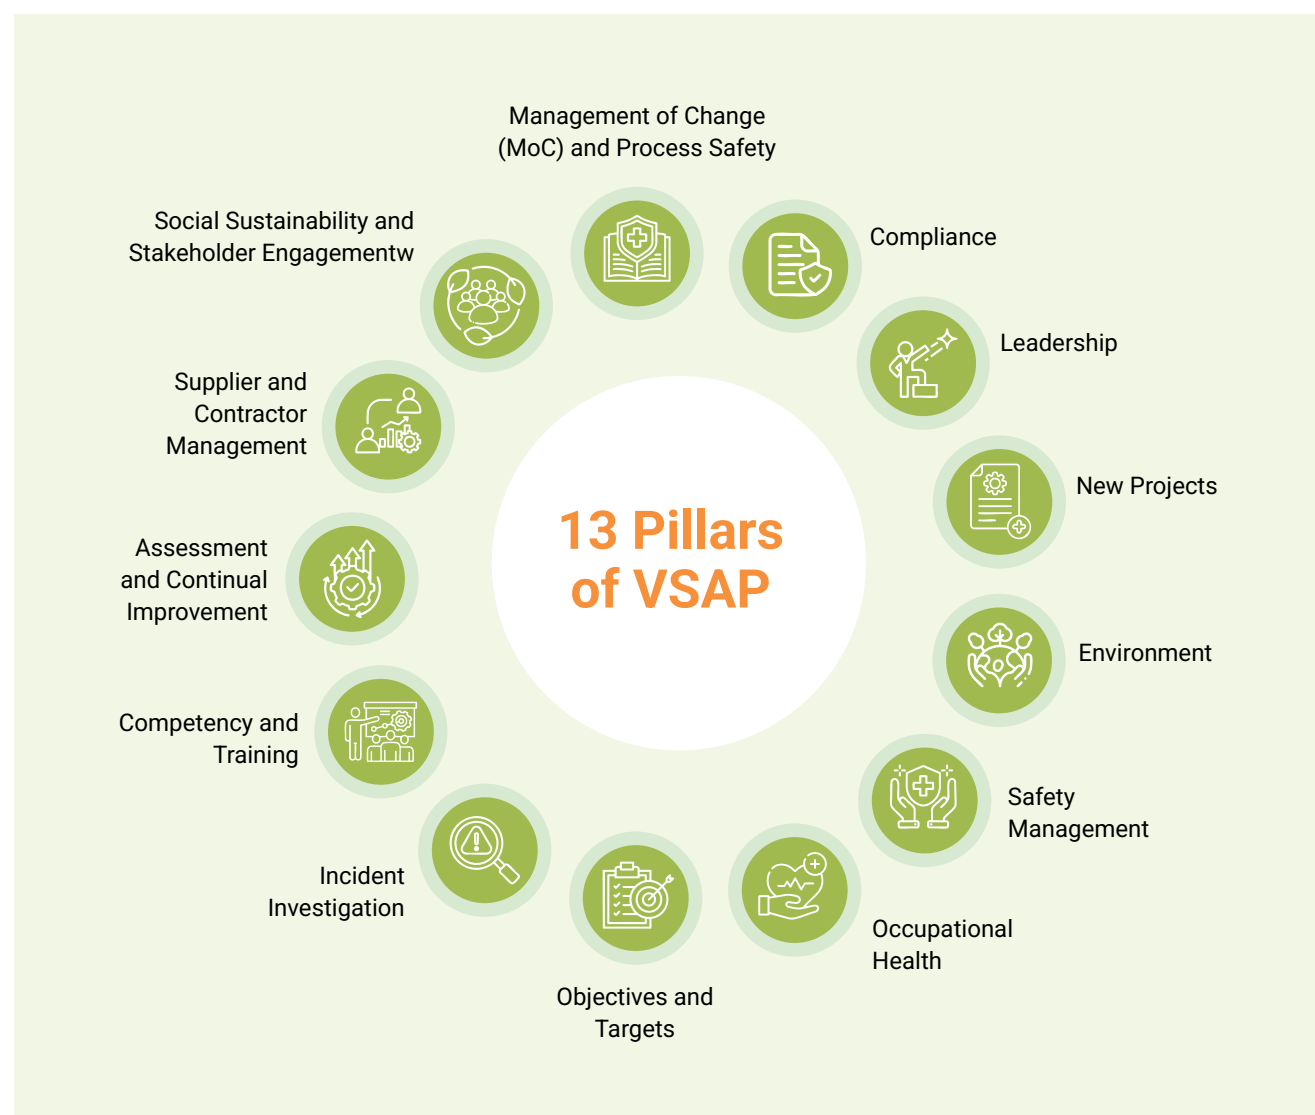 Management of Change
(MoC) and Process Safety
Compliance
Leadership
New Projects
Environment
Safety
Management
Occupational
Health
Objectives and
Targets
Incident
Investigation
Competency and
Training
Assessment
and Continual
Improvement
Supplier and
Contractor
Management
Social Sustainability and
Stakeholder Engagementw
13 Pillars
of VSAP